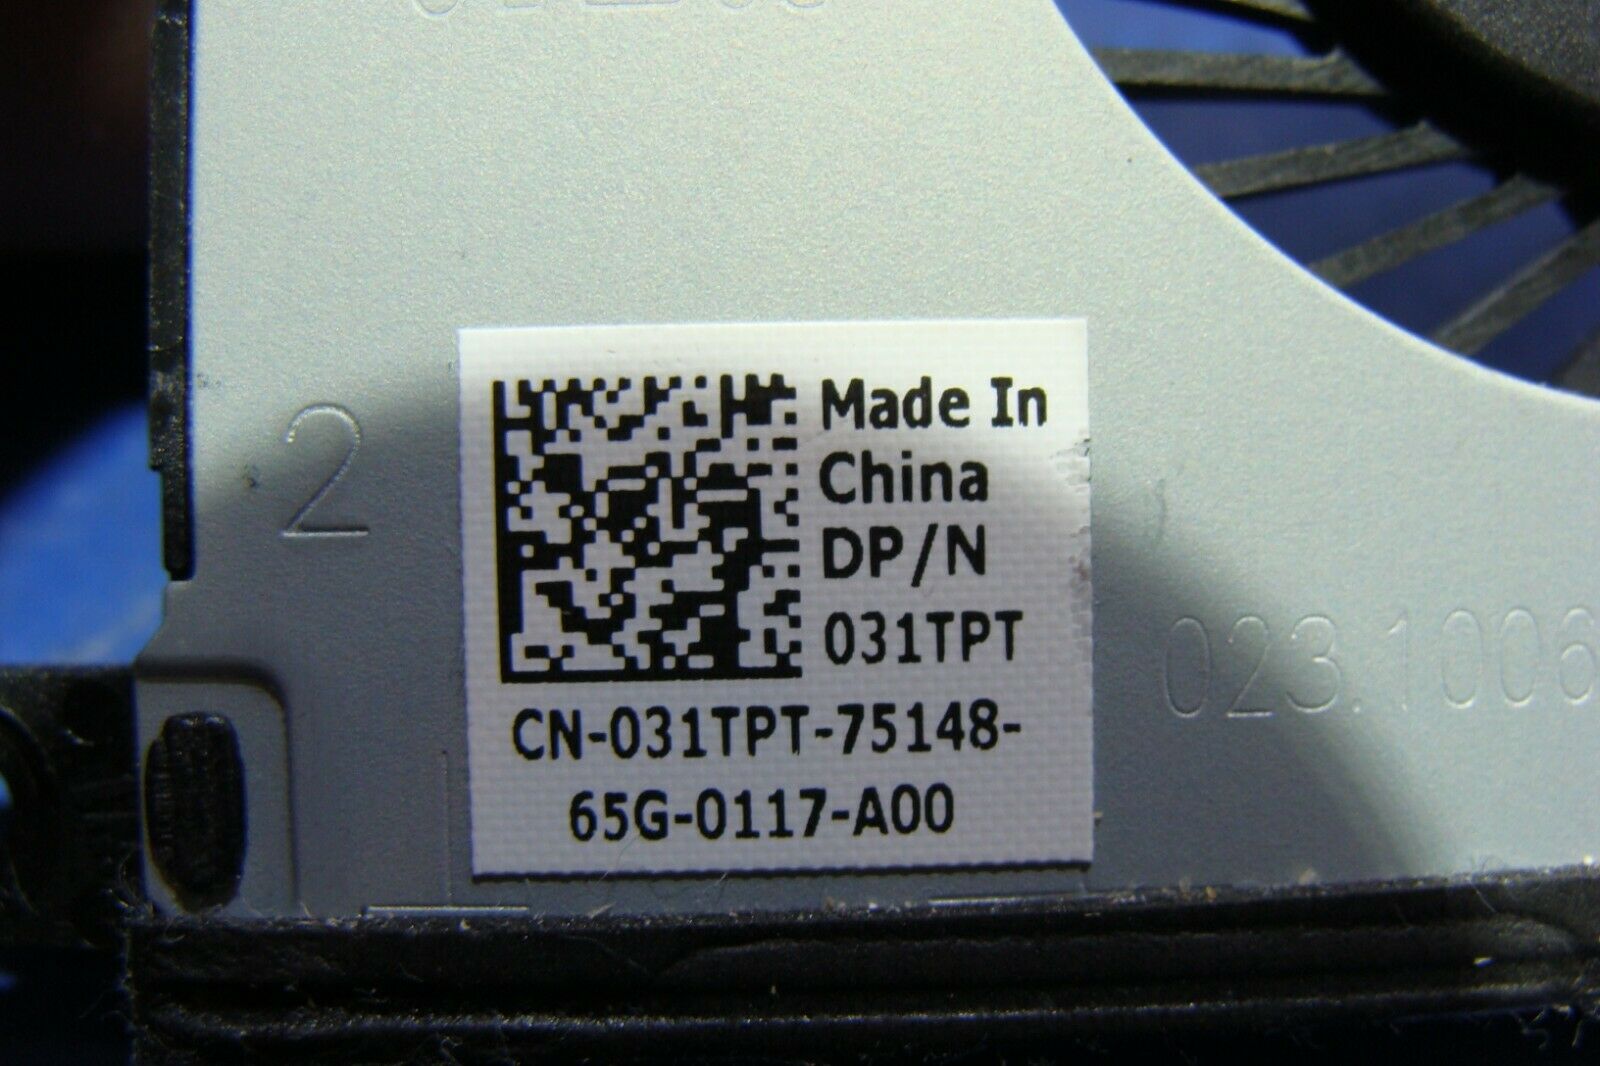 2
Made In
China
DP/N
031TPT
CN-031TPT-75148-
65G-0117-A00
023.1006